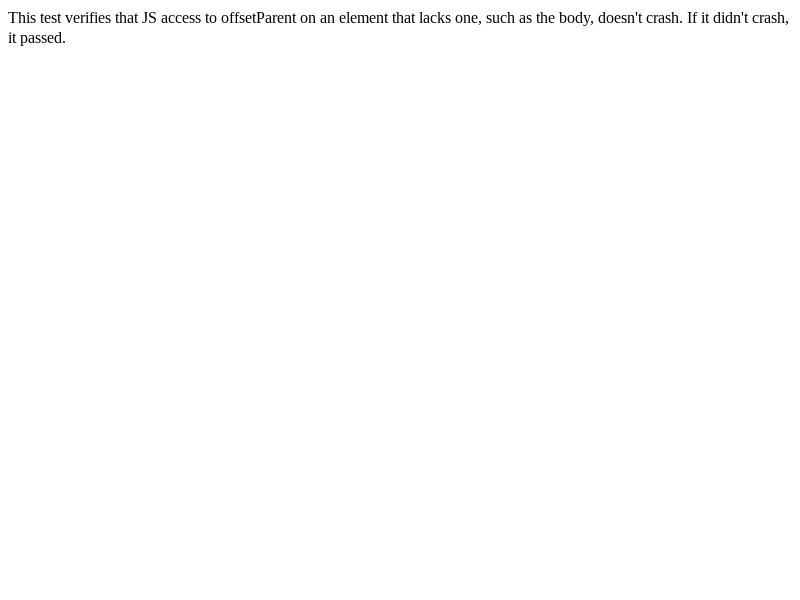 This test verifies that JS access to offsetParent on an element that lacks one, such as the body, doesn't crash. If it didn't crash,
it passed.